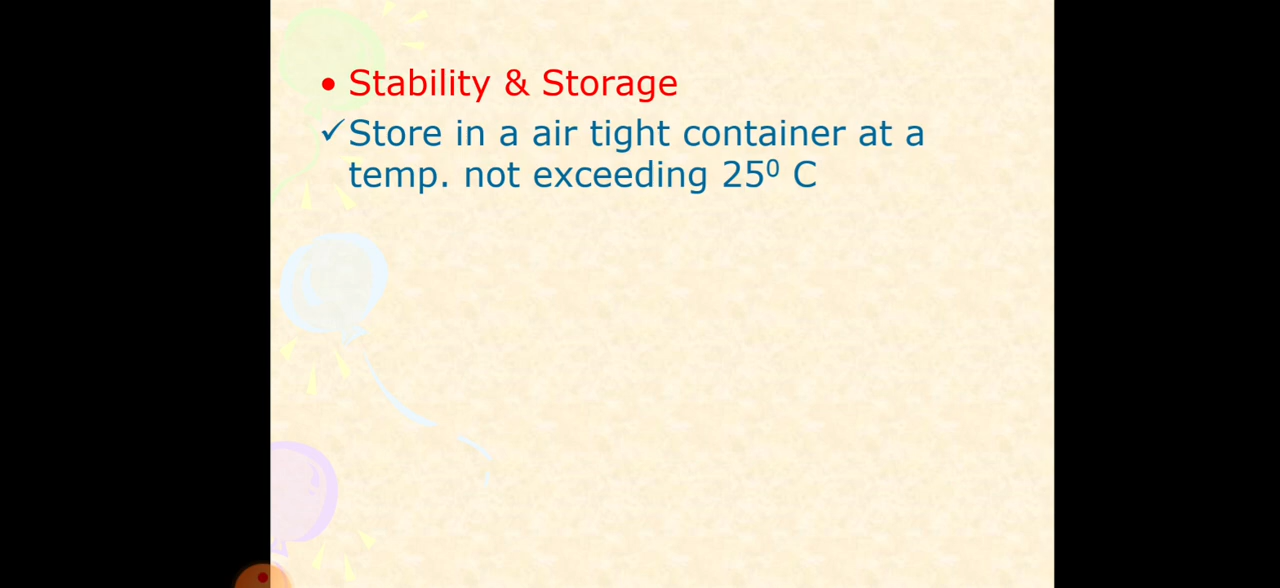 • Stability & Storage
✓Store in a air tight container at a
temp. not exceeding 25⁰ C